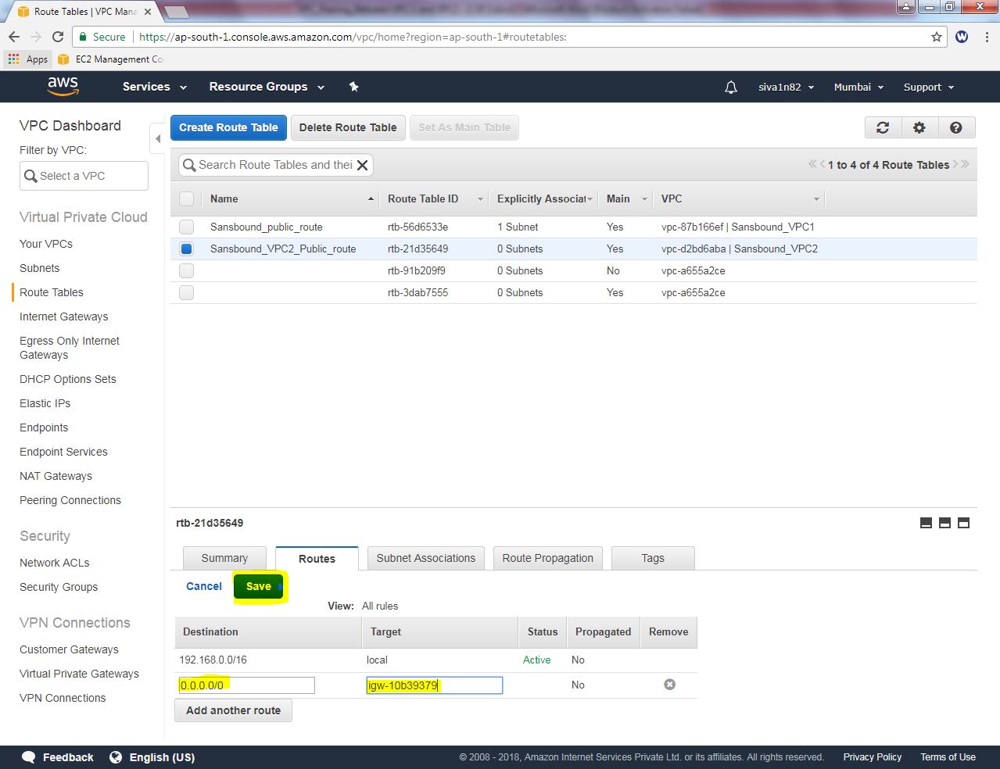 Route Tables | VPC Mana
Secure
https://ap-south-1.console.aws.amazon.com/vpc/home?region=ap-south-1#routetables:
Apps
EC2 Management Co
aws
Services
Resource Groups
siva1n82
Mumbai
Support
VPC Dashboard
Filter by VPC:
Select a VPC
Virtual Private Cloud
Your VPCs
Subnets
Route Tables
Internet Gateways
Egress Only Internet
Gateways
DHCP Options Sets
Elastic IPs
Endpoints
Endpoint Services
NAT Gateways
Peering Connections
Security
Network ACLs
Security Groups
VPN Connections
Customer Gateways
Virtual Private Gateways
VPN Connections
Create Route Table
Delete Route Table
Set As Main Table
Search Route Tables and thei
1 to 4 of 4 Route Tables
Name Route Table ID Explicitly Associat Main VPC
Sansbound_public_route rtb-56d6533e 1 Subnet Yes vpc-87b166ef | Sansbound_VPC1
Sansbound_VPC2_Public_route rtb-21d35649 0 Subnets Yes vpc-d2bd6aba | Sansbound_VPC2
rtb-91b209f9 0 Subnets No vpc-a655a2ce
rtb-3dab7555 0 Subnets Yes vpc-a655a2ce
rtb-21d35649
Summary
Routes
Subnet Associations
Route Propagation
Tags
Cancel
Save
View: All rules
Destination Target Status Propagated Remove
192.168.0.0/16 local Active No
0.0.0.0/0 igw-10b39379 No
Add another route
Feedback
English (US)
© 2008 - 2018, Amazon Internet Services Private Ltd. or its affiliates. All rights reserved.
Privacy Policy
Terms of Use